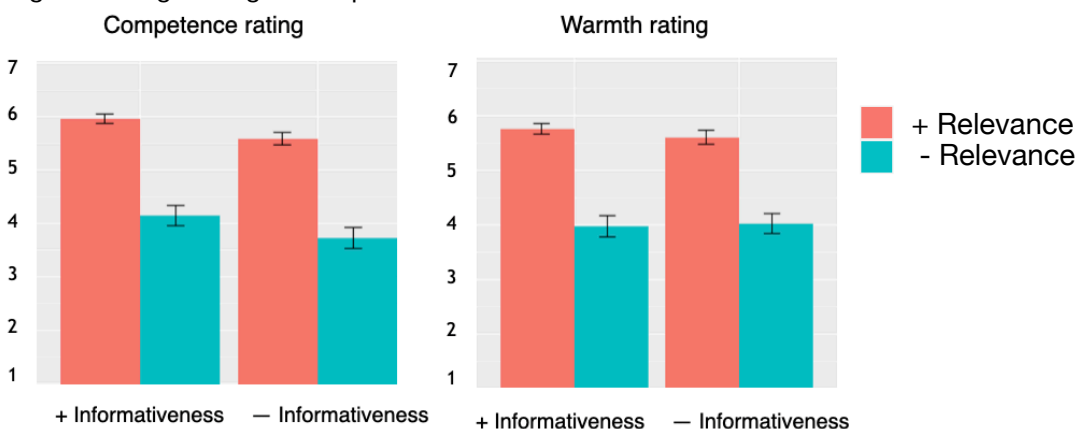 Competence rating
Warmth rating
7
6
5
4
3
2
1
+ Informativeness
— Informativeness
7
6
5
4
3
2
1
+ Informativeness
— Informativeness
+ Relevance
- Relevance